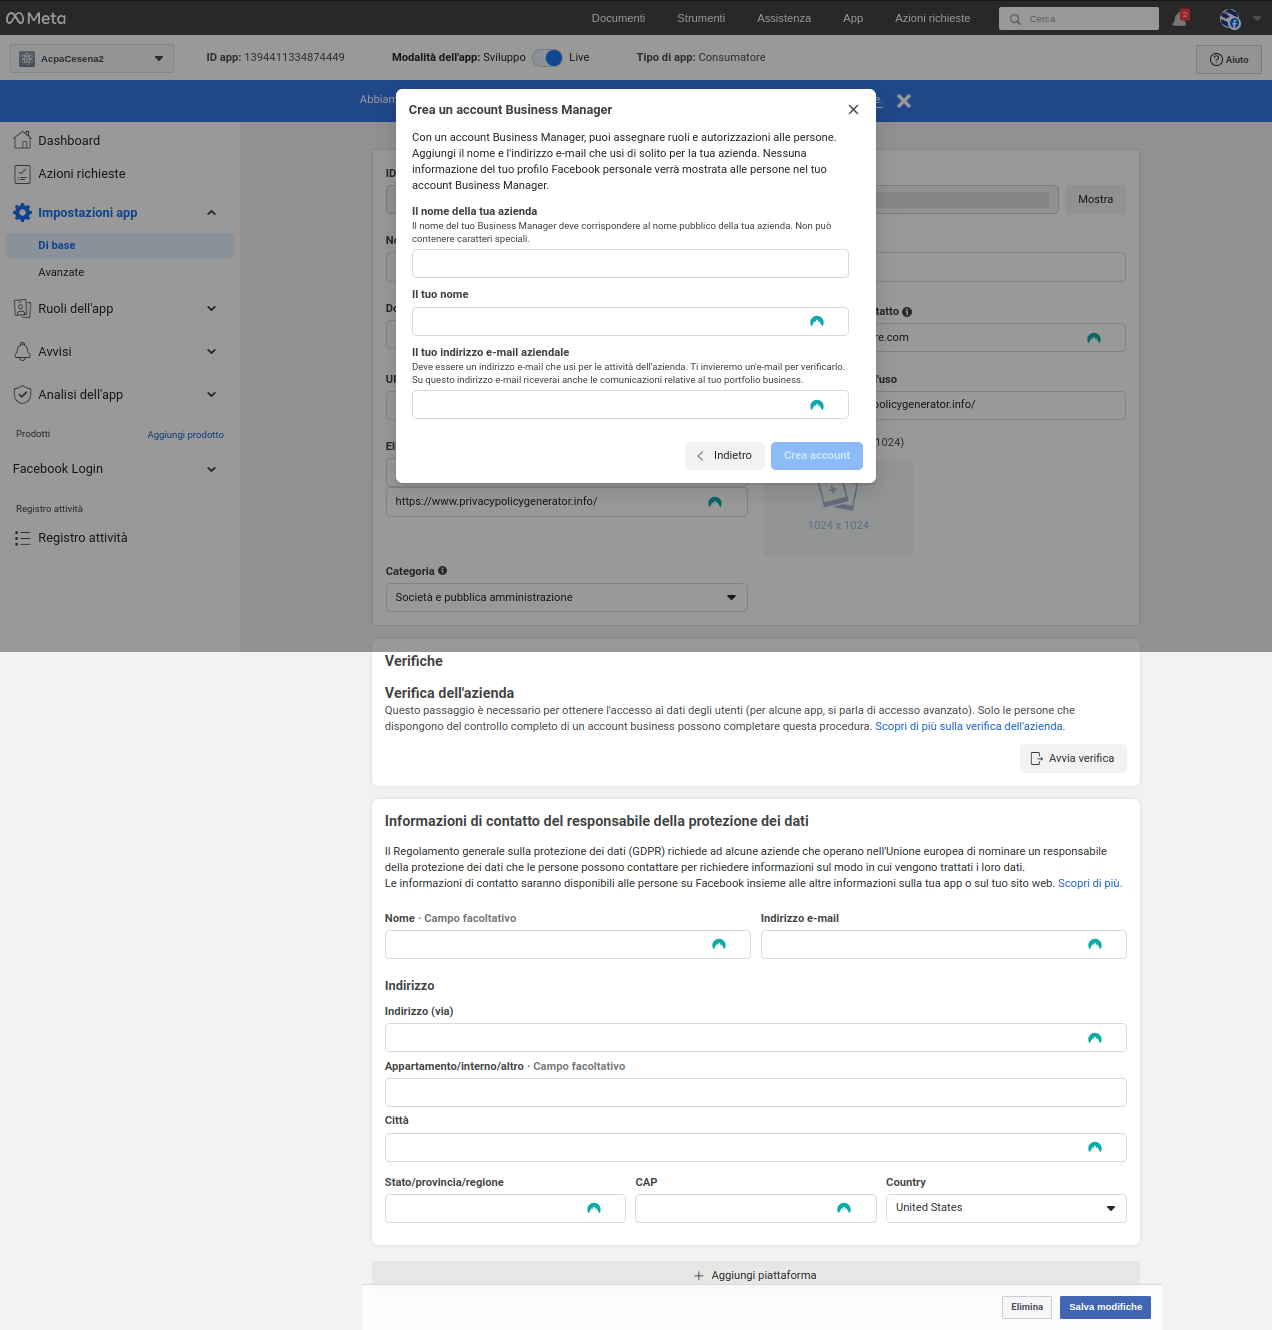 Meta
Documenti
Strumenti
Assistenza
App
Azioni richieste
Cerca
2
AcpaCesena2
ID app: 1394411334874449
Modalità dell'app: Sviluppo
Live
Tipo di app: Consumatore
Aiuto
Abbiam
e.
Dashboard
Azioni richieste
Impostazioni app
Di base
Avanzate
Ruoli dell'app
Avvisi
Analisi dell'app
Prodotti
Aggiungi prodotto
Facebook Login
Registro attività
Registro attività
Crea un account Business Manager
Con un account Business Manager, puoi assegnare ruoli e autorizzazioni alle persone.
Aggiungi il nome e l'indirizzo e-mail che usi di solito per la tua azienda. Nessuna
informazione del tuo profilo Facebook personale verrà mostrata alle persone nel tuo
account Business Manager.
Il nome della tua azienda
Il nome del tuo Business Manager deve corrispondere al nome pubblico della tua azienda. Non può
contenere caratteri speciali.
Il tuo nome
Il tuo indirizzo e-mail aziendale
Deve essere un indirizzo e-mail che usi per le attività dell'azienda. Ti invieremo un'e-mail per verificarlo.
Su questo indirizzo e-mail riceverai anche le comunicazioni relative al tuo portfolio business.
Indietro
Crea account
ID
Mostra
No
Do
tatto
re.com
UR
l'uso
policygenerator.info/
Eli
1024)
https://www.privacypolicygenerator.info/
1024 x 1024
Categoria
Società e pubblica amministrazione
Verifiche
Verifica dell'azienda
Questo passaggio è necessario per ottenere l'accesso ai dati degli utenti (per alcune app, si parla di accesso avanzato). Solo le persone che
dispongono del controllo completo di un account business possono completare questa procedura. Scopri di più sulla verifica dell'azienda.
Avvia verifica
Informazioni di contatto del responsabile della protezione dei dati
Il Regolamento generale sulla protezione dei dati (GDPR) richiede ad alcune aziende che operano nell'Unione europea di nominare un responsabile
della protezione dei dati che le persone possono contattare per richiedere informazioni sul modo in cui vengono trattati i loro dati.
Le informazioni di contatto saranno disponibili alle persone su Facebook insieme alle altre informazioni sulla tua app o sul tuo sito web. Scopri di più.
Nome · Campo facoltativo
Indirizzo e-mail
Indirizzo
Indirizzo (via)
Appartamento/interno/altro · Campo facoltativo
Città
Stato/provincia/regione
CAP
Country
United States
Aggiungi piattaforma
Elimina
Salva modifiche